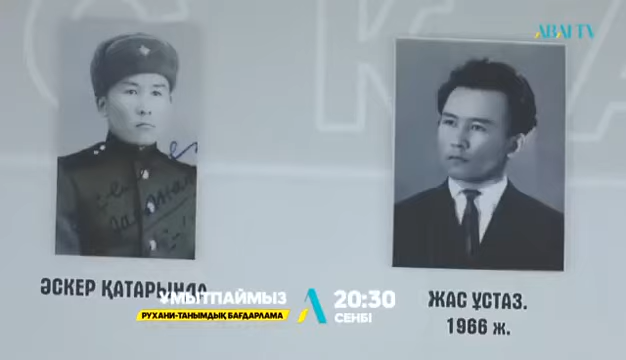 ABAI TV
ӘСКЕР ҚАТАРЫНДА
ҰМЫТПАЙМЫЗ
РУХАНИ-ТАНЫМДЫҚ БАҒДАРЛАМА
20:30
СЕНБІ
ЖАС ҰСТАЗ.
1966 ж.